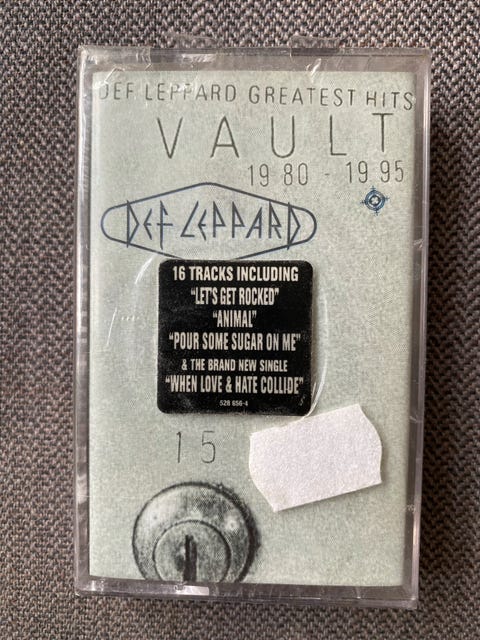 DEF LEPPARD GREATEST HITS
VAULT
1980 - 1995
DEF LEPPARD
16 TRACKS INCLUDING
"LET'S GET ROCKED"
"ANIMAL"
"POUR SOME SUGAR ON ME"
& THE BRAND NEW SINGLE
"WHEN LOVE & HATE COLLIDE"
528 656-4
15